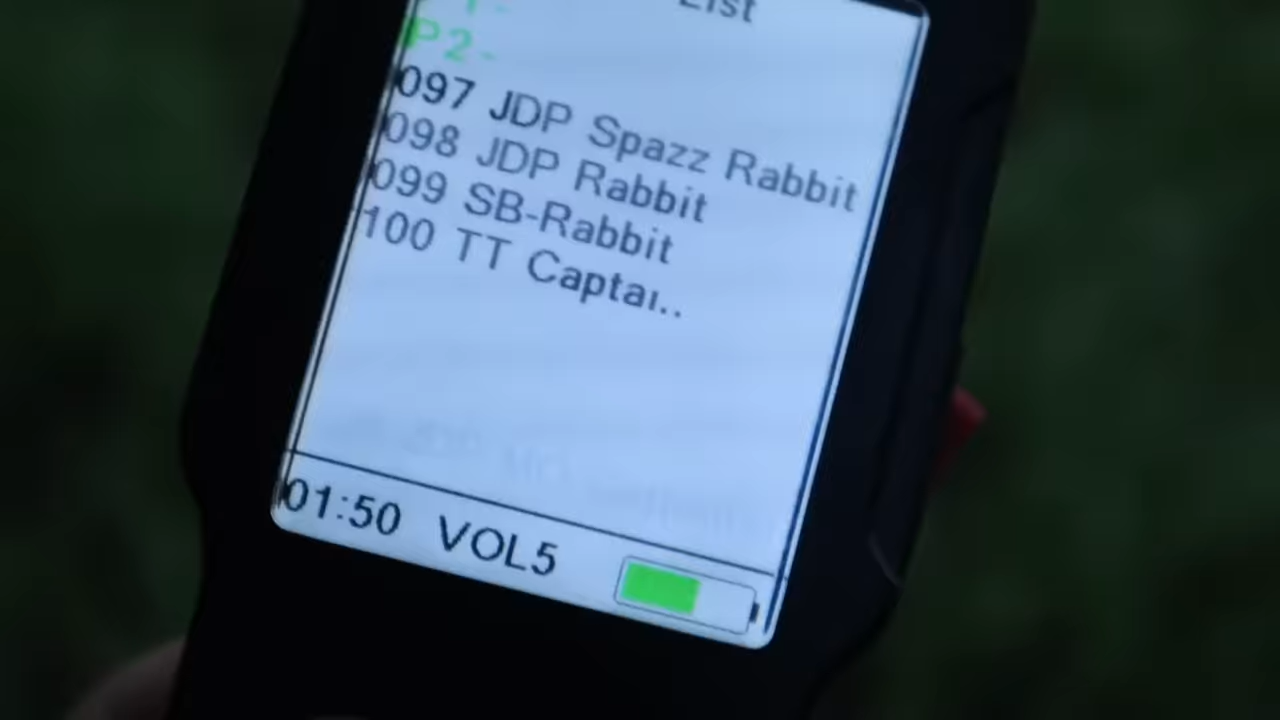 List
P2-
097 JDP Spazz Rabbit
098 JDP Rabbit
099 SB-Rabbit
100 TT Captai..
01:50 VOL5